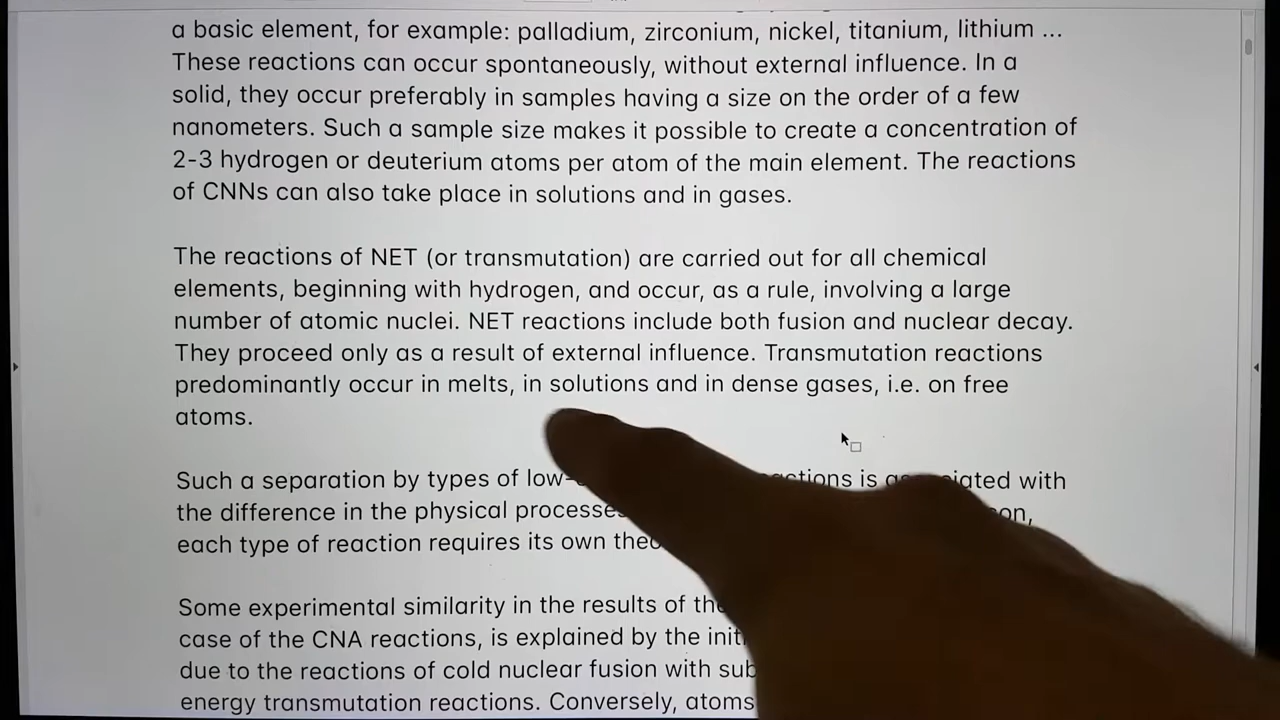 a basic element, for example: palladium, zirconium, nickel, titanium, lithium ...
These reactions can occur spontaneously, without external influence. In a
solid, they occur preferably in samples having a size on the order of a few
nanometers. Such a sample size makes it possible to create a concentration of
2-3 hydrogen or deuterium atoms per atom of the main element. The reactions
of CNNs can also take place in solutions and in gases.
The reactions of NET (or transmutation) are carried out for all chemical
elements, beginning with hydrogen, and occur, as a rule, involving a large
number of atomic nuclei. NET reactions include both fusion and nuclear decay.
They proceed only as a result of external influence. Transmutation reactions
predominantly occur in melts, in solutions and in dense gases, i.e. on free
atoms.
Such a separation by types of low- is with
the difference in the physical
each type of reaction requires its own
Some experimental similarity in the results of
case of the CNA reactions, is explained by the
due to the reactions of cold nuclear fusion with
energy transmutation reactions. Conversely, atoms